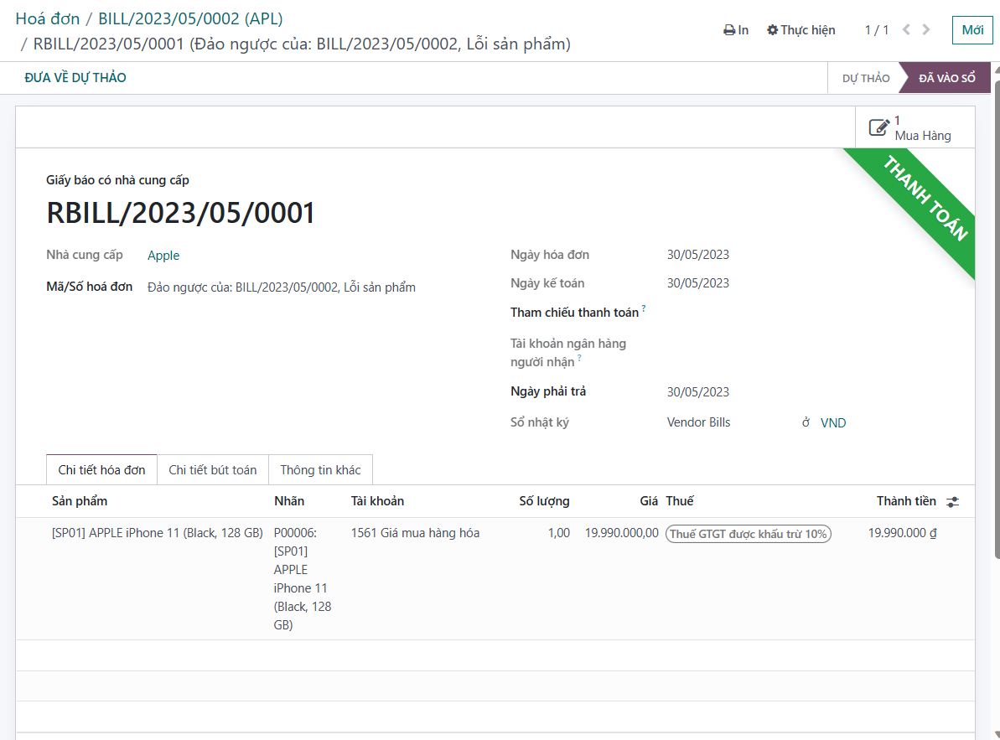 Hoá đơn / BILL/2023/05/0002 (APL)
/ RBILL/2023/05/0001 (Đảo ngược của: BILL/2023/05/0002, Lỗi sản phẩm)
In Thực hiện 1 / 1 Mới
ĐƯA VỀ DỰ THẢO
DỰ THẢO ĐÃ VÀO SỔ
1
Mua Hàng
THANH TOÁN
Giấy báo có nhà cung cấp
RBILL/2023/05/0001
Nhà cung cấp Apple
Mã/Số hoá đơn Đảo ngược của: BILL/2023/05/0002, Lỗi sản phẩm
Ngày hóa đơn 30/05/2023
Ngày kế toán 30/05/2023
Tham chiếu thanh toán ?
Tài khoản ngân hàng
người nhận ?
Ngày phải trả 30/05/2023
Sổ nhật ký Vendor Bills ở VND
Chi tiết hóa đơn Chi tiết bút toán Thông tin khác
Sản phẩm Nhãn Tài khoản Số lượng Giá Thuế Thành tiền
[SP01] APPLE iPhone 11 (Black, 128 GB) P00006: 1561 Giá mua hàng hóa 1,00 19.990.000,00 Thuế GTGT được khấu trừ 10% 19.990.000 ₫
[SP01]
APPLE
iPhone 11
(Black, 128
GB)